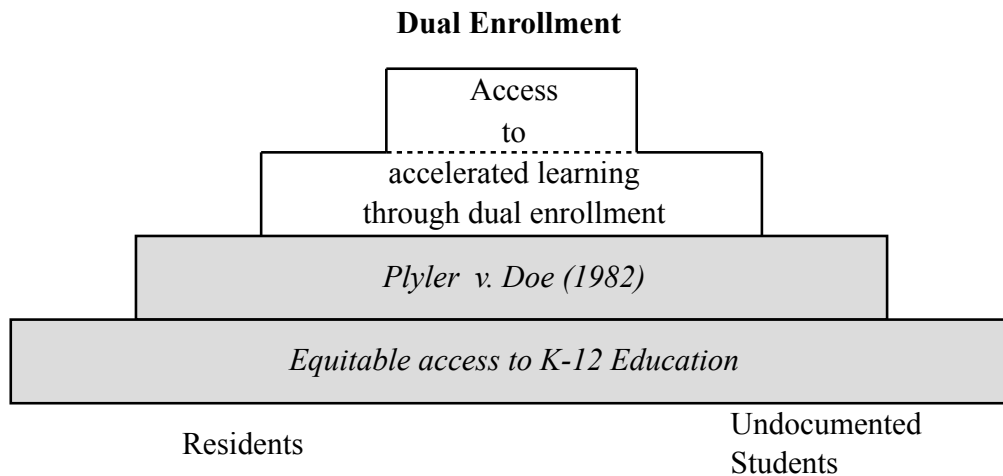 Dual Enrollment
Access
to
accelerated learning
through dual enrollment
Plyler v. Doe (1982)
Equitable access to K-12 Education
Residents
Undocumented
Students